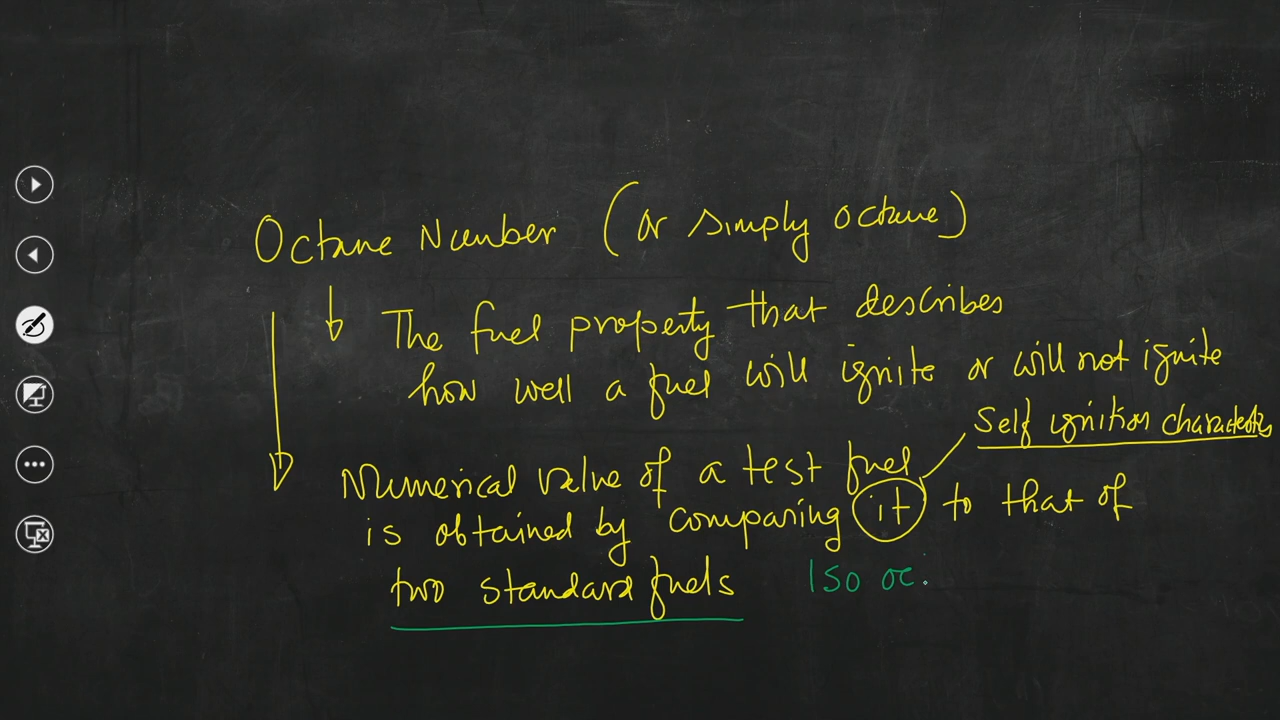 Octane Number (or simply octane)
The fuel property that describes
how well a fuel will ignite or will not ignite
Self ignition characteristics
Numerical value of a test fuel
is obtained by comparing it to that of
two standard fuels Iso oc